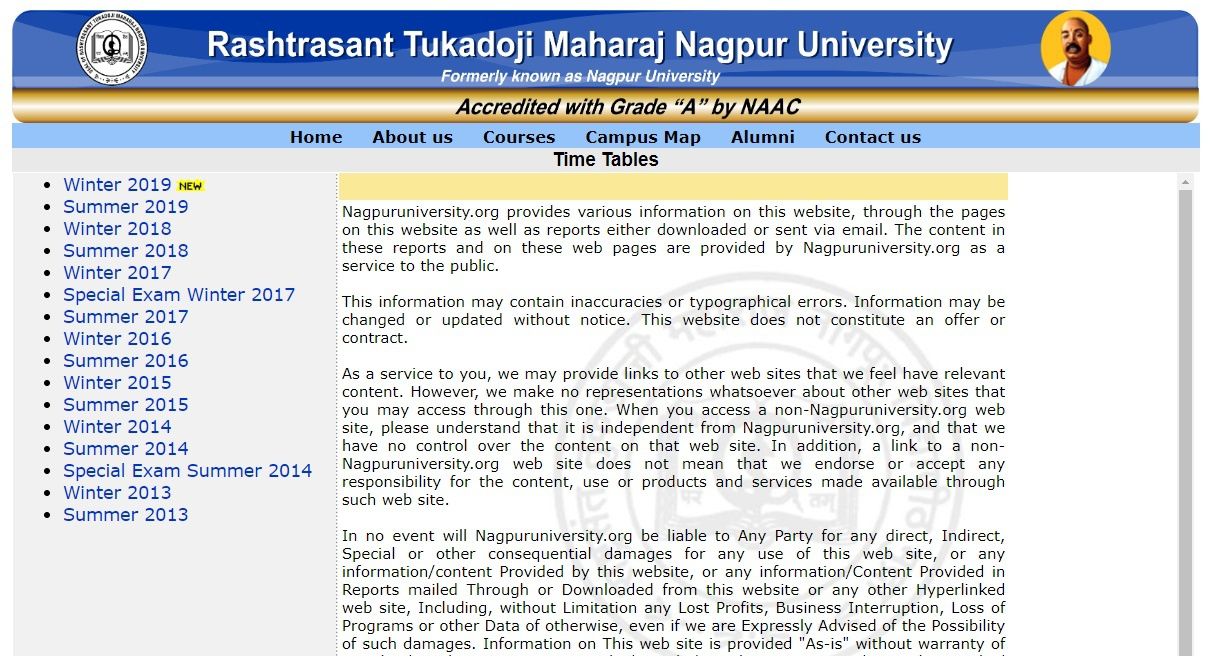 Rashtrasant Tukadoji Maharaj Nagpur University
Formerly known as Nagpur University
Accredited with Grade “A” by NAAC
Home About us Courses Campus Map Alumni Contact us
Time Tables
Winter 2019 NEW
Summer 2019
Winter 2018
Summer 2018
Winter 2017
Special Exam Winter 2017
Summer 2017
Winter 2016
Summer 2016
Winter 2015
Summer 2015
Winter 2014
Summer 2014
Special Exam Summer 2014
Winter 2013
Summer 2013
Nagpuruniversity.org provides various information on this website, through the pages
on this website as well as reports either downloaded or sent via email. The content in
these reports and on these web pages are provided by Nagpuruniversity.org as a
service to the public.
This information may contain inaccuracies or typographical errors. Information may be
changed or updated without notice. This website does not constitute an offer or
contract.
As a service to you, we may provide links to other web sites that we feel have relevant
content. However, we make no representations whatsoever about other web sites that
you may access through this one. When you access a non-Nagpuruniversity.org web
site, please understand that it is independent from Nagpuruniversity.org, and that we
have no control over the content on that web site. In addition, a link to a non-
Nagpuruniversity.org web site does not mean that we endorse or accept any
responsibility for the content, use or products and services made available through
such web site.
In no event will Nagpuruniversity.org be liable to Any Party for any direct, Indirect,
Special or other consequential damages for any use of this web site, or any
information/content Provided by this website, or any information/Content Provided in
Reports mailed Through or Downloaded from this website or any other Hyperlinked
web site, Including, without Limitation any Lost Profits, Business Interruption, Loss of
Programs or other Data of otherwise, even if we are Expressly Advised of the Possibility
of such damages. Information on This web site is provided "As-is" without warranty of